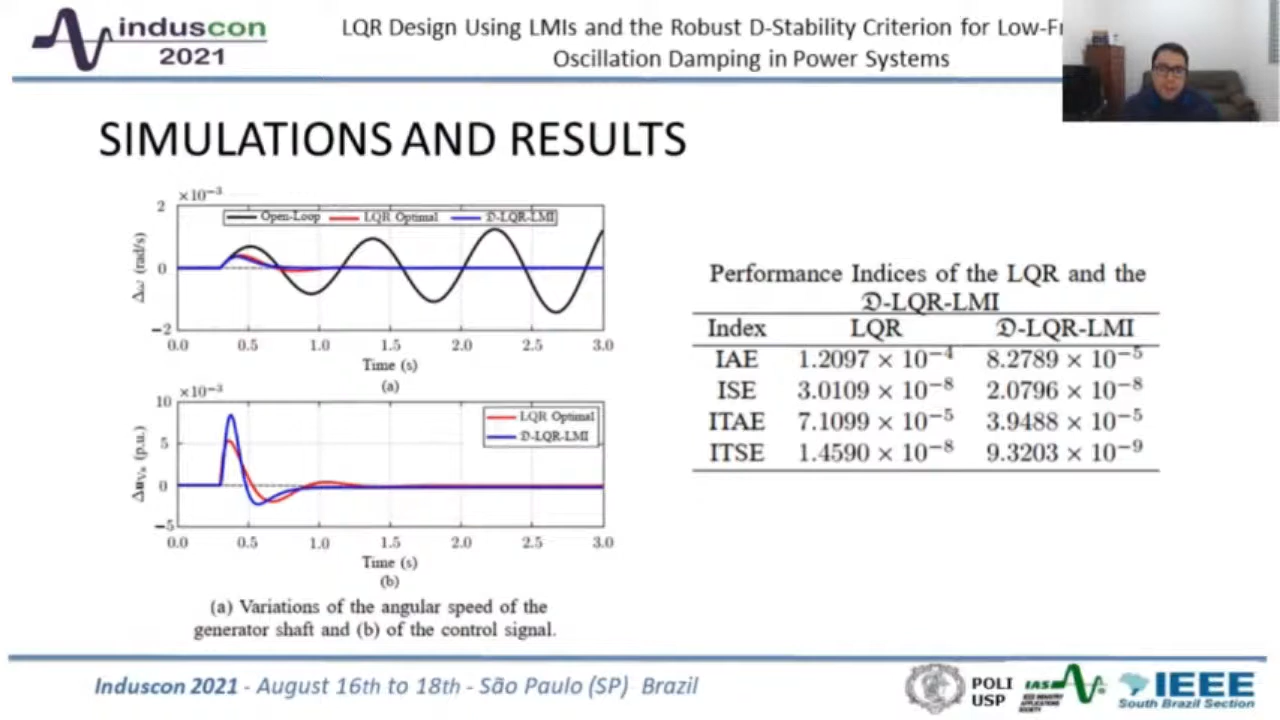 induscon
2021
LQR Design Using LMIs and the Robust D-Stability Criterion for
Oscillation Damping in Power Systems
SIMULATIONS AND RESULTS
×10−3
2
0
−2
Δω (rad/s)
Open-Loop LQR Optimal 𝔇-LQR-LMI
0.0 0.5 1.0 1.5 2.0 2.5 3.0
Time (s)
(a)
×10−3
10
5
0
−5
(p.u.)
LQR Optimal
𝔇-LQR-LMI
0.0 0.5 1.0 1.5 2.0 2.5 3.0
Time (s)
(b)
(a) Variations of the angular speed of the
generator shaft and (b) of the control signal.
Performance Indices of the LQR and the
𝔇-LQR-LMI
Index LQR 𝔇-LQR-LMI
IAE 1.2097 × 10−4 8.2789 × 10−5
ISE 3.0109 × 10−8 2.0796 × 10−8
ITAE 7.1099 × 10−5 3.9488 × 10−5
ITSE 1.4590 × 10−8 9.3203 × 10−9
Induscon 2021 - August 16th to 18th - São Paulo (SP) Brazil
POLI
USP
IAS
IEEE INDUSTRY
APPLICATIONS
SOCIETY
IEEE
South Brazil Section